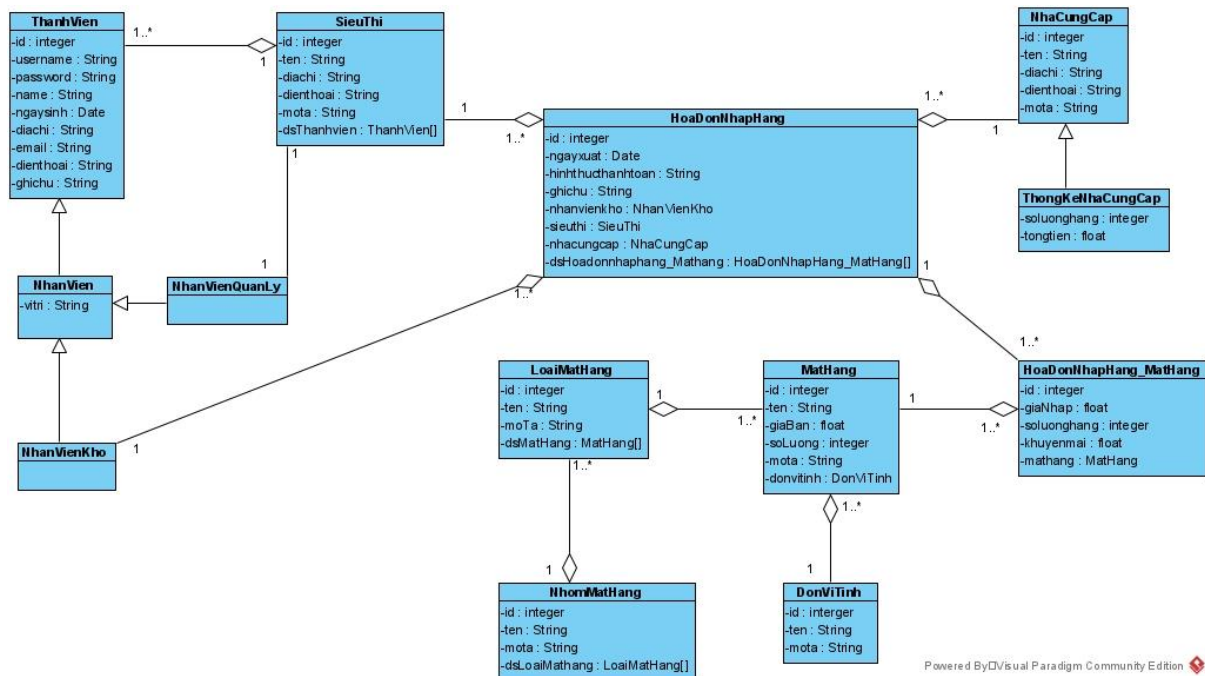 ThanhVien
-id : integer
-username : String
-password : String
-name : String
-ngaysinh : Date
-diachi : String
-email : String
-dienthoai : String
-ghichu : String
1..*
1
SieuThi
-id : integer
-ten : String
-diachi : String
-dienthoai : String
-mota : String
-dsThanhvien : ThanhVien[]
1
1..*
1
1
HoaDonNhapHang
-id : integer
-ngayxuat : Date
-hinhthucthanhtoan : String
-ghichu : String
-nhanvienkho : NhanVienKho
-sieuthi : SieuThi
-nhacungcap : NhaCungCap
-dsHoadonnhaphang_Mathang : HoaDonNhapHang_MatHang[]
1..*
1
NhaCungCap
-id : integer
-ten : String
-diachi : String
-dienthoai : String
-mota : String
ThongKeNhaCungCap
-soluonghang : integer
-tongtien : float
NhanVien
-vitri : String
NhanVienQuanLy
1..*
1
NhanVienKho
1
1..*
LoaiMatHang
-id : integer
-ten : String
-moTa : String
-dsMatHang : MatHang[]
1
1..*
MatHang
-id : integer
-ten : String
-giaBan : float
-soLuong : integer
-mota : String
-donvitinh : DonViTinh
1
1..*
HoaDonNhapHang_MatHang
-id : integer
-giaNhap : float
-soluonghang : integer
-khuyenmai : float
-mathang : MatHang
1..*
1
1..*
1
NhomMatHang
-id : integer
-ten : String
-mota : String
-dsLoaiMathang : LoaiMatHang[]
DonViTinh
-id : interger
-ten : String
-mota : String
Powered By Visual Paradigm Community Edition